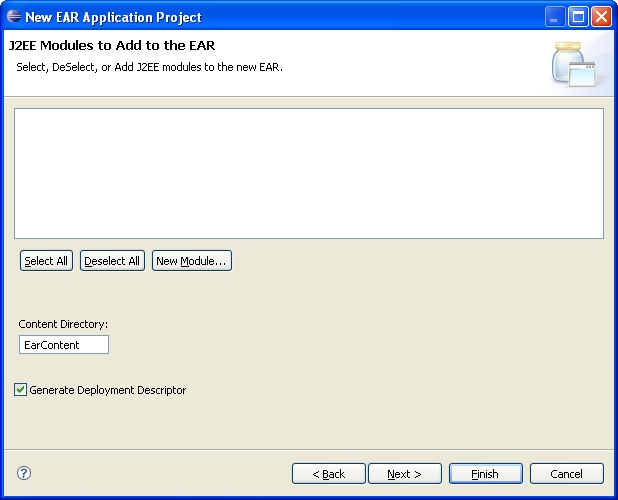 New EAR Application Project
J2EE Modules to Add to the EAR
Select, DeSelect, or Add J2EE modules to the new EAR.
Select All Deselect All New Module...
Content Directory:
EarContent
Generate Deployment Descriptor
? < Back Next > Finish Cancel